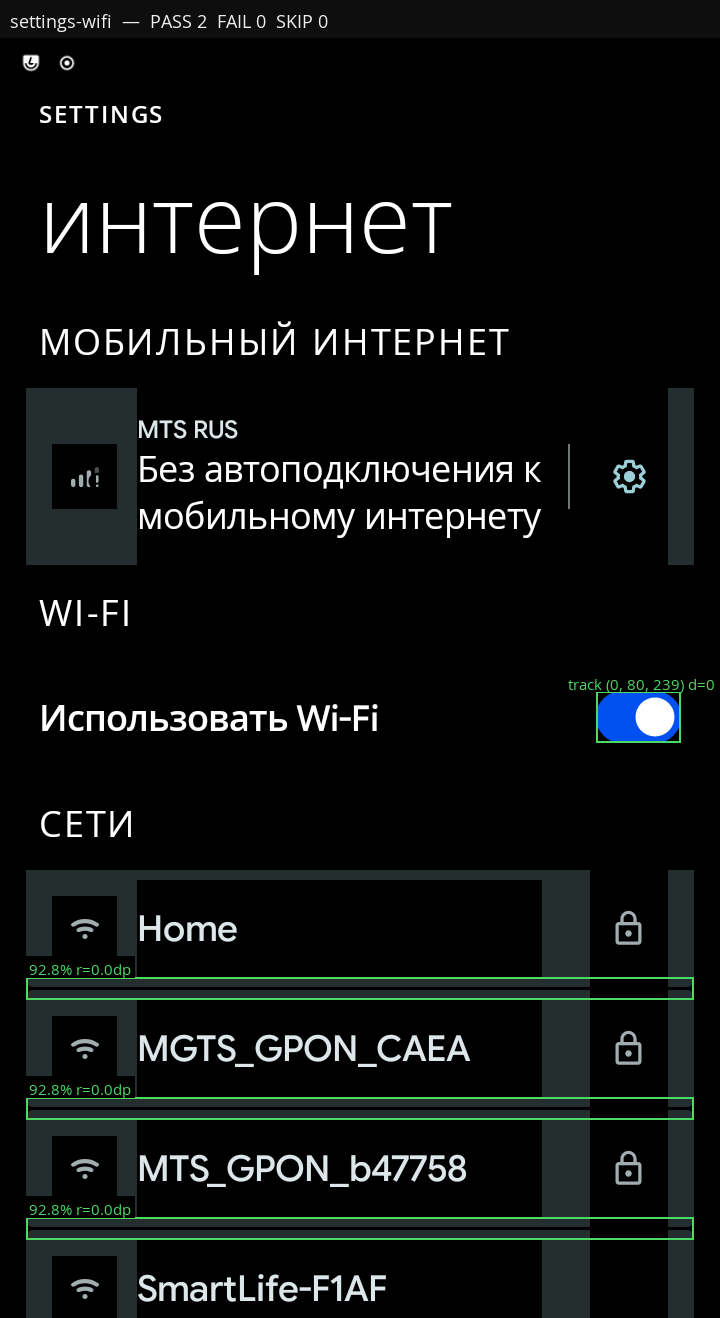 settings-wifi — PASS 2 FAIL 0 SKIP 0
SETTINGS
интернет
МОБИЛЬНЫЙ ИНТЕРНЕТ
MTS RUS
Без автоподключения к
мобильному интернету
WI-FI
track (0, 80, 239) d=0
Использовать Wi-Fi
СЕТИ
Home
92.8% r=0.0dp
MGTS_GPON_CAEA
92.8% r=0.0dp
MTS_GPON_b47758
92.8% r=0.0dp
SmartLife-F1AF